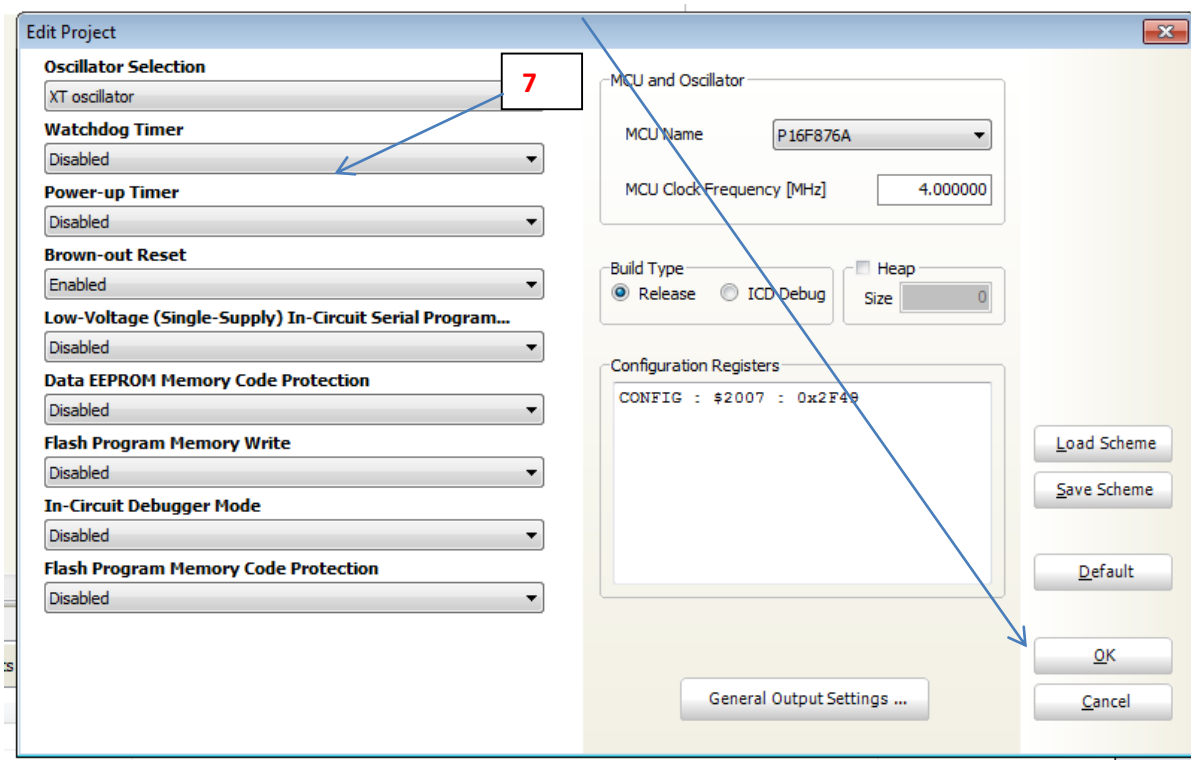 Edit Project
Oscillator Selection
XT oscillator
7
Watchdog Timer
Disabled
Power-up Timer
Disabled
Brown-out Reset
Enabled
Low-Voltage (Single-Supply) In-Circuit Serial Program...
Disabled
Data EEPROM Memory Code Protection
Disabled
Flash Program Memory Write
Disabled
In-Circuit Debugger Mode
Disabled
Flash Program Memory Code Protection
Disabled
MCU and Oscillator
MCU Name P16F876A
MCU Clock Frequency [MHz] 4.000000
Build Type
Release ICD Debug
Heap
Size 0
Configuration Registers
CONFIG : $2007 : 0x2F49
General Output Settings ...
Load Scheme
Save Scheme
Default
OK
Cancel